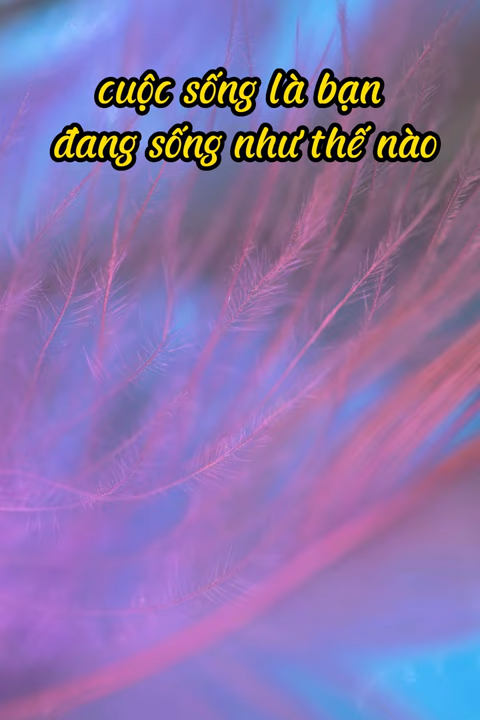 cuộc sống là bạn
đang sống như thế nào